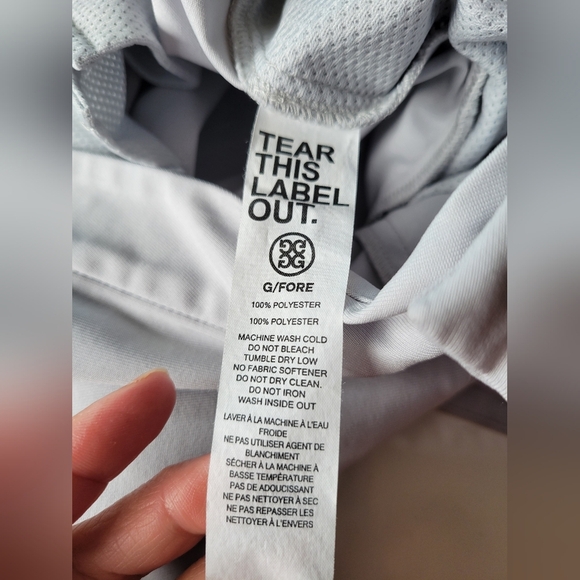 TEAR
THIS
LABEL
OUT.
G/FORE
100% POLYESTER
100% POLYESTER
MACHINE WASH COLD
DO NOT BLEACH
TUMBLE DRY LOW
NO FABRIC SOFTENER
DO NOT DRY CLEAN.
DO NOT IRON
WASH INSIDE OUT
LAVER À LA MACHINE À L'EAU
FROIDE
NE PAS UTILISER AGENT DE
BLANCHIMENT
SÉCHER À LA MACHINE À
BASSE TEMPÉRATURE
PAS DE ADOUCISSANT
NE PAS NETTOYER À SEC
NE PAS REPASSER LES
NETTOYER À L'ENVERS